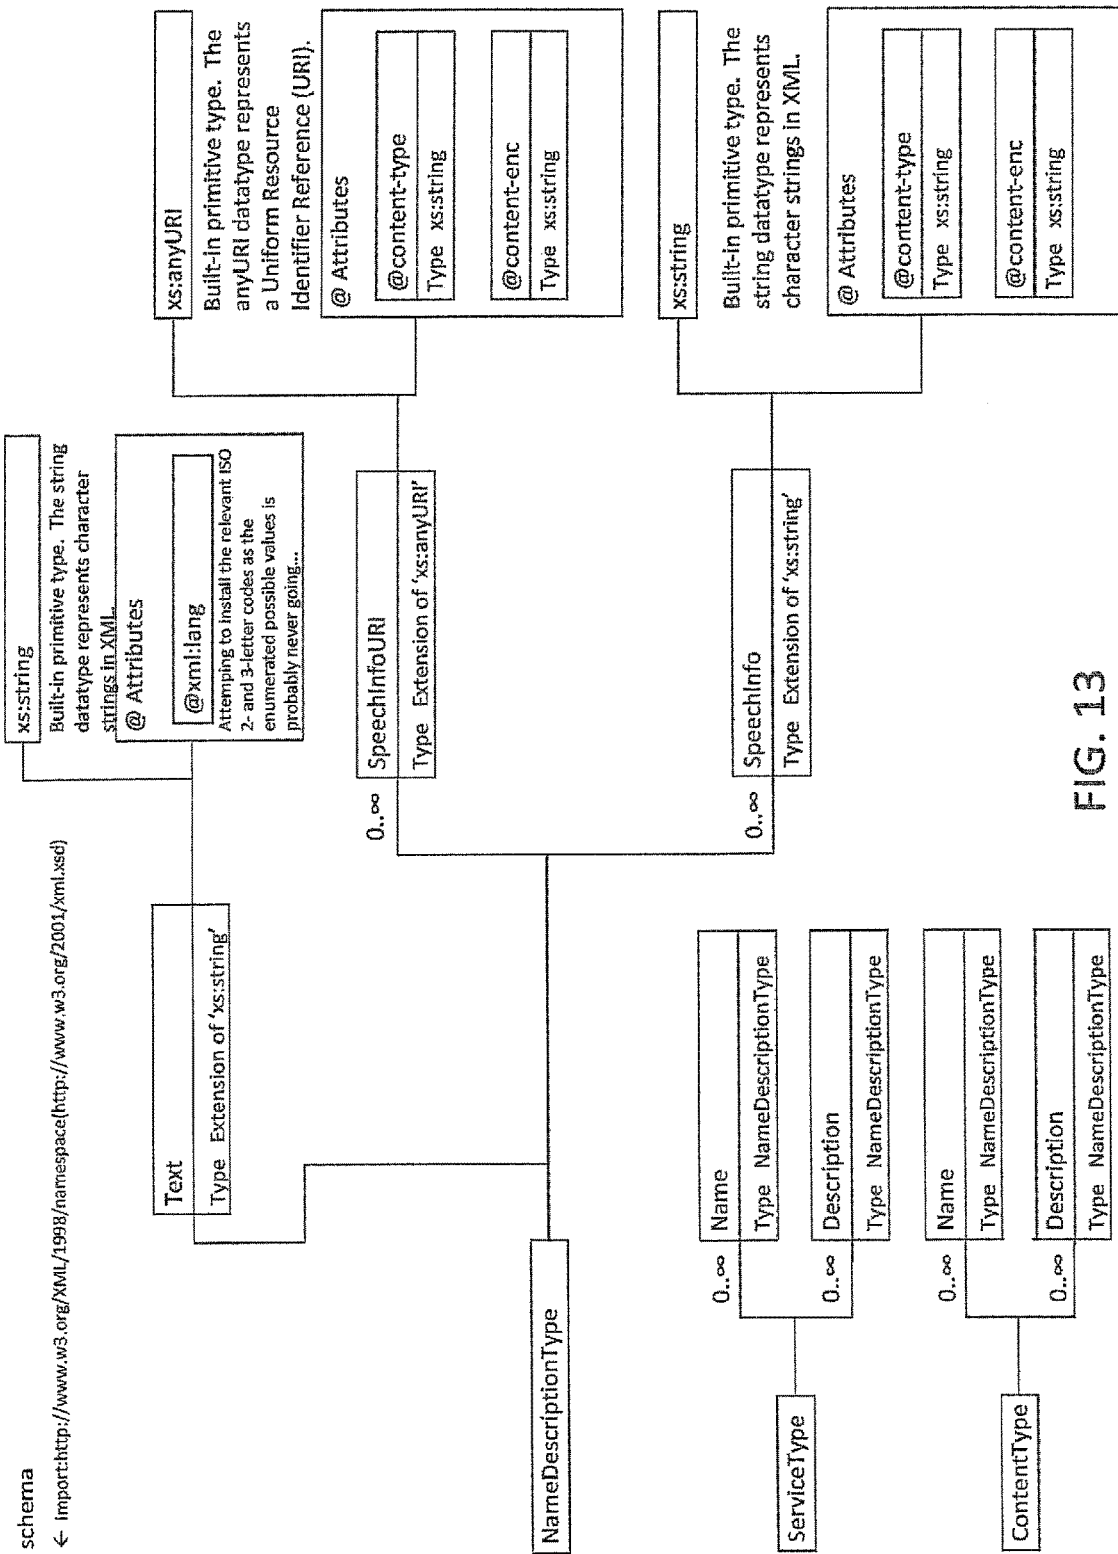 schema
← import:http://www.w3.org/XML/1998/namespace(http://www.w3.org/2001/xml.xsd)
xs:string
Built-in primitive type. The string
datatype represents character
strings in XML.
@ Attributes
@xml:lang
Attemping to install the relevant ISO
2- and 3-letter codes as the
enumerated possible values is
probably never going...
Text
Type Extension of 'xs:string'
NameDescriptionType
0..∞ SpeechInfoURI
Type Extension of 'xs:anyURI'
xs:anyURI
Built-in primitive type. The
anyURI datatype represents
a Uniform Resource
Identifier Reference (URI).
@ Attributes
@content-type
Type xs:string
@content-enc
Type xs:string
0..∞ SpeechInfo
Type Extension of 'xs:string'
xs:string
Built-in primitive type. The
string datatype represents
character strings in XML.
@ Attributes
@content-type
Type xs:string
@content-enc
Type xs:string
ServiceType
0..∞ Name
Type NameDescriptionType
0..∞ Description
Type NameDescriptionType
ContentType
0..∞ Name
Type NameDescriptionType
0..∞ Description
Type NameDescriptionType
FIG. 13